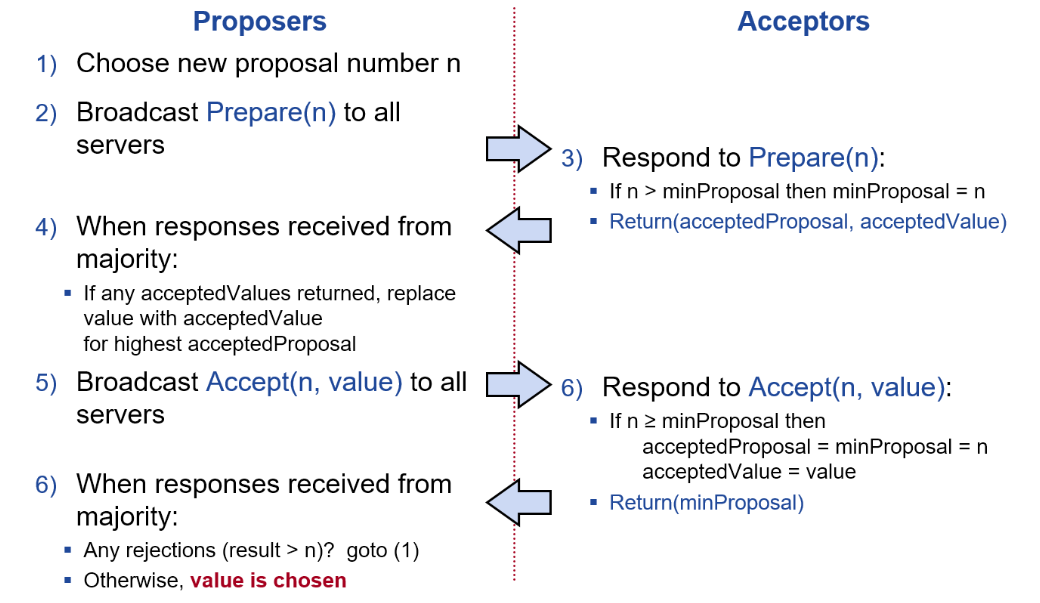 Proposers
Acceptors
1) Choose new proposal number n
2) Broadcast Prepare(n) to all
servers
3) Respond to Prepare(n):
▪ If n > minProposal then minProposal = n
▪ Return(acceptedProposal, acceptedValue)
4) When responses received from
majority:
▪ If any acceptedValues returned, replace
value with acceptedValue
for highest acceptedProposal
5) Broadcast Accept(n, value) to all
servers
6) Respond to Accept(n, value):
▪ If n ≥ minProposal then
acceptedProposal = minProposal = n
acceptedValue = value
▪ Return(minProposal)
6) When responses received from
majority:
▪ Any rejections (result > n)? goto (1)
▪ Otherwise, value is chosen